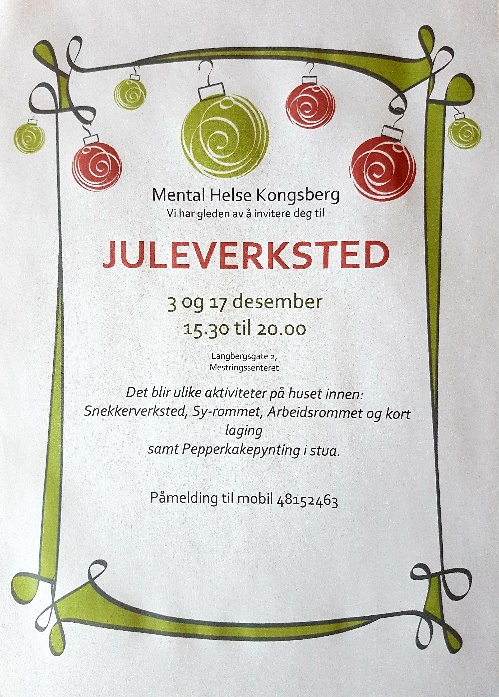 Mental Helse Kongsberg
Vi har gleden av å invitere deg til
JULEVERKSTED
3 og 17 desember
15.30 til 20.00
Langbersgate 2,
Mestringssenteret
Det blir ulike aktiviteter på huset innen:
Snekkerverksted, Sy-rommet, Arbeidsrommet og kort
laging
samt Pepperkakepynting i stua.
Påmelding til mobil 48152463